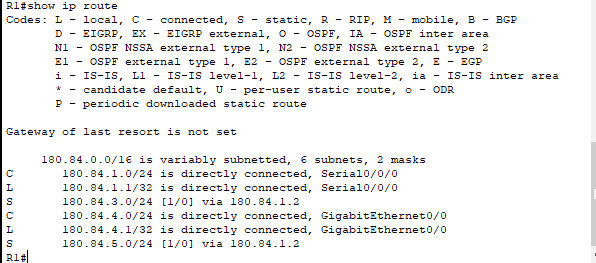 R1#show ip route
Codes: L - local, C - connected, S - static, R - RIP, M - mobile, B - BGP
       D - EIGRP, EX - EIGRP external, O - OSPF, IA - OSPF inter area
       N1 - OSPF NSSA external type 1, N2 - OSPF NSSA external type 2
       E1 - OSPF external type 1, E2 - OSPF external type 2, E - EGP
       i - IS-IS, L1 - IS-IS level-1, L2 - IS-IS level-2, ia - IS-IS inter area
       * - candidate default, U - per-user static route, o - ODR
       P - periodic downloaded static route
Gateway of last resort is not set
     180.84.0.0/16 is variably subnetted, 6 subnets, 2 masks
C       180.84.1.0/24 is directly connected, Serial0/0/0
L       180.84.1.1/32 is directly connected, Serial0/0/0
S       180.84.3.0/24 [1/0] via 180.84.1.2
C       180.84.4.0/24 is directly connected, GigabitEthernet0/0
L       180.84.4.1/32 is directly connected, GigabitEthernet0/0
S       180.84.5.0/24 [1/0] via 180.84.1.2
R1#